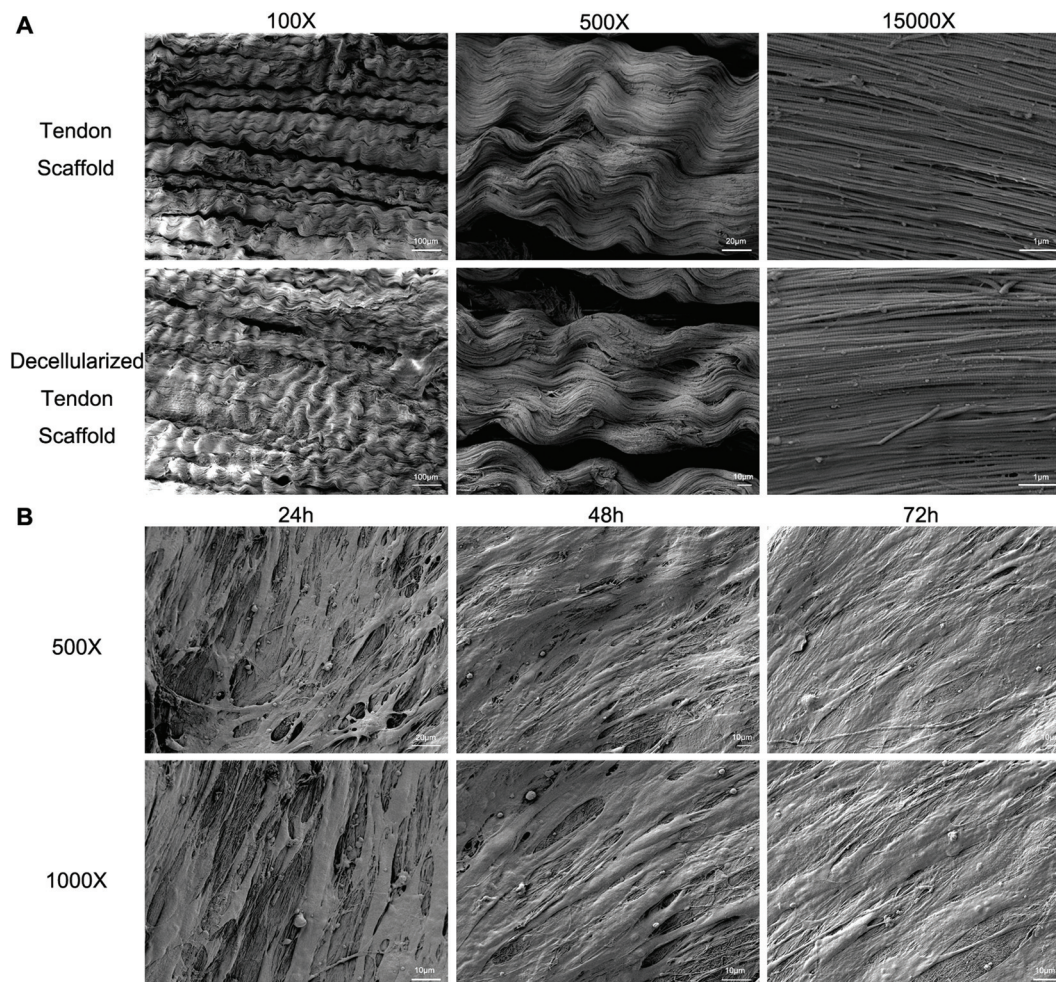 A
100X
500X
15000X
Tendon
Scaffold
100μm
20μm
1μm
Decellularized
Tendon
Scaffold
100μm
10μm
1μm
B
24h
48h
72h
500X
20μm
10μm
10μm
1000X
10μm
10μm
10μm